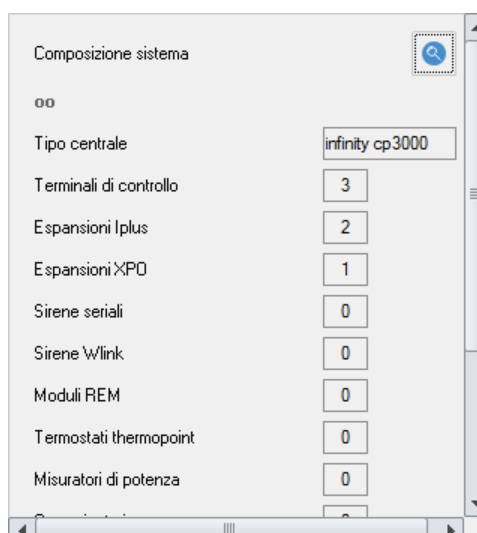 Composizione sistema
oo
Tipo centrale infinity cp3000
Terminali di controllo 3
Espansioni Iplus 2
Espansioni XPO 1
Sirene seriali 0
Sirene Wlink 0
Moduli REM 0
Termostati thermopoint 0
Misuratori di potenza 0